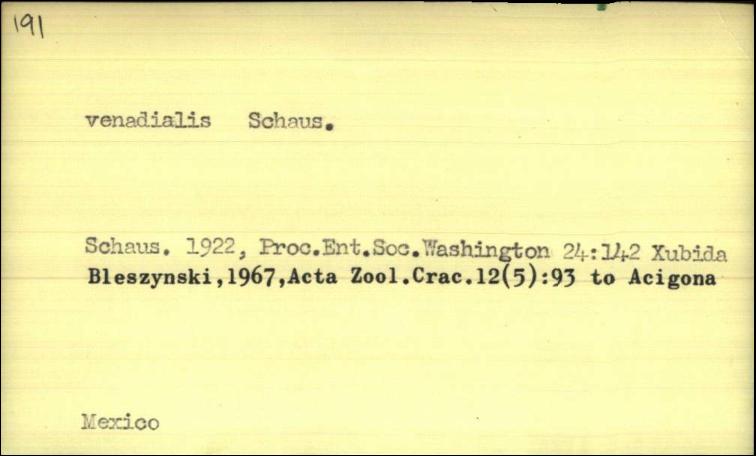 191
venadialis Schaus.
Schaus. 1922, Proc.Ent.Soc.Washington 24:142 Xubida
Bleszynski,1967,Acta Zool.Crac.12(5):93 to Acigona
Mexico